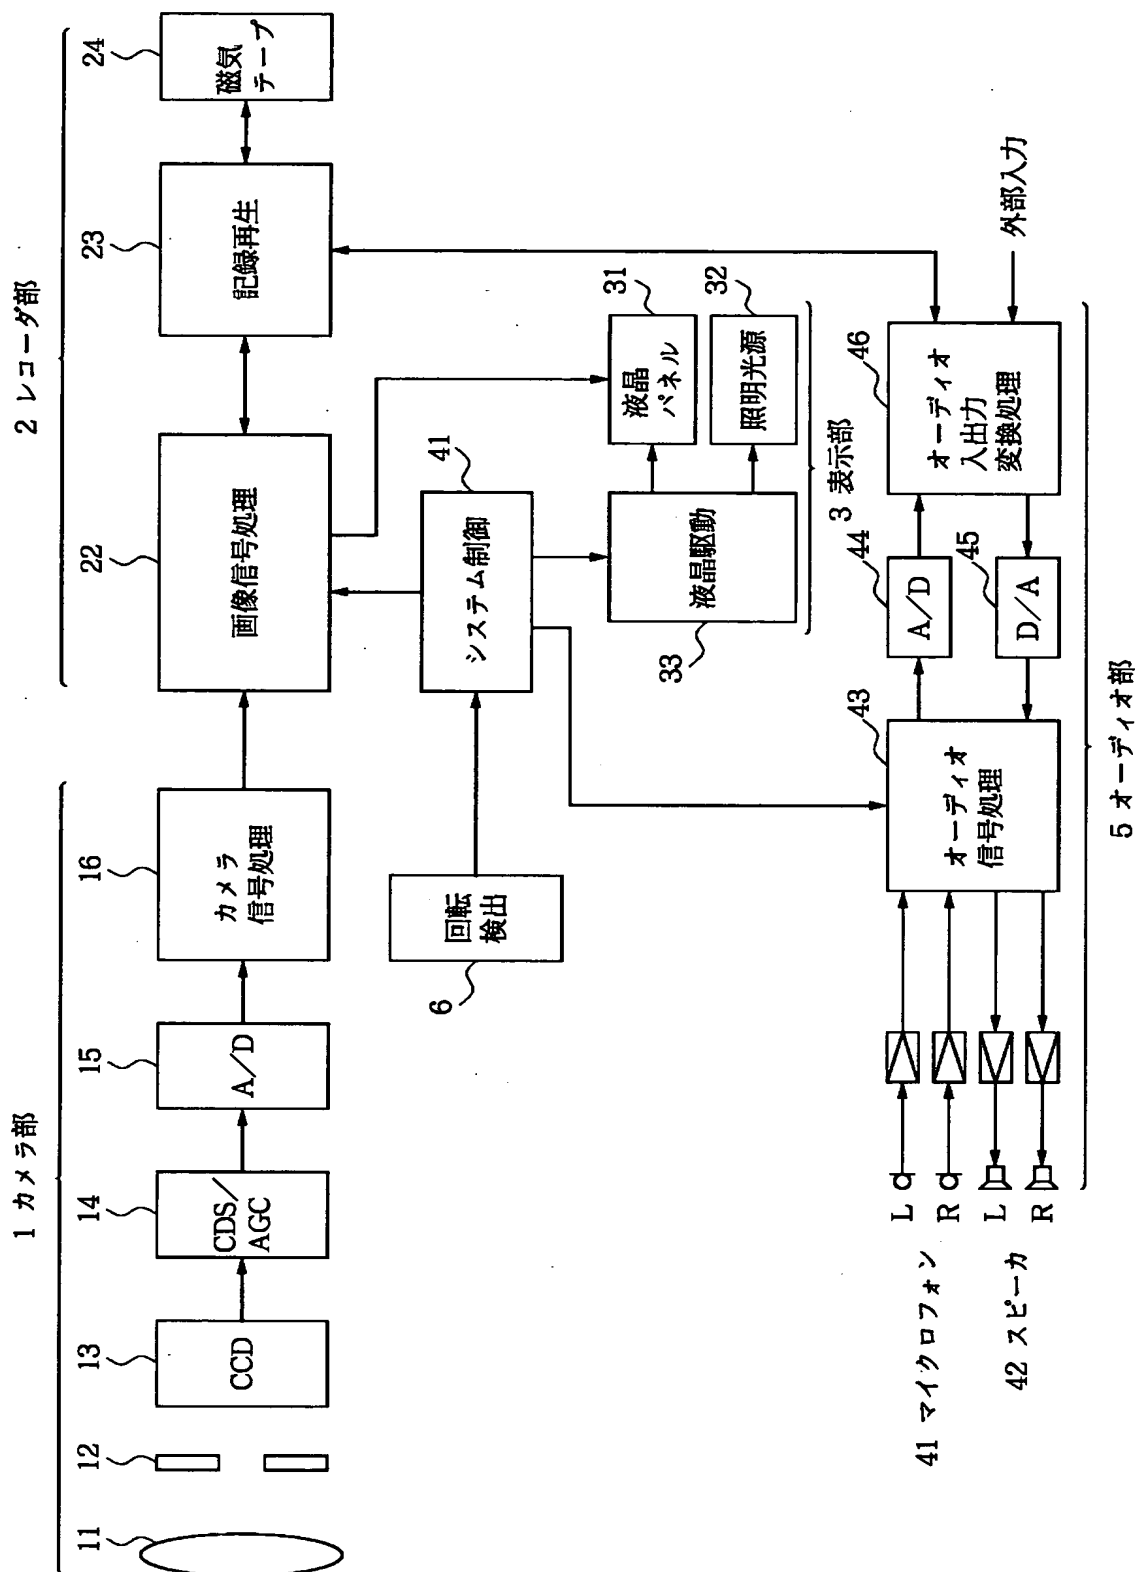 1 カメラ部
2 レコーダ部
11
12
13
CCD
14
CDS/
AGC
15
A/D
16
カメラ
信号処理
22
画像信号処理
23
記録再生
24
磁気
テープ
6
回転
検出
41
システム制御
33
液晶駆動
31
液晶
パネル
32
照明光源
3 表示部
41 マイクロフォン
L
R
42 スピーカ
L
R
43
オーディオ
信号処理
44
A/D
45
D/A
46
オーディオ
入出力
変換処理
外部入力
5 オーディオ部